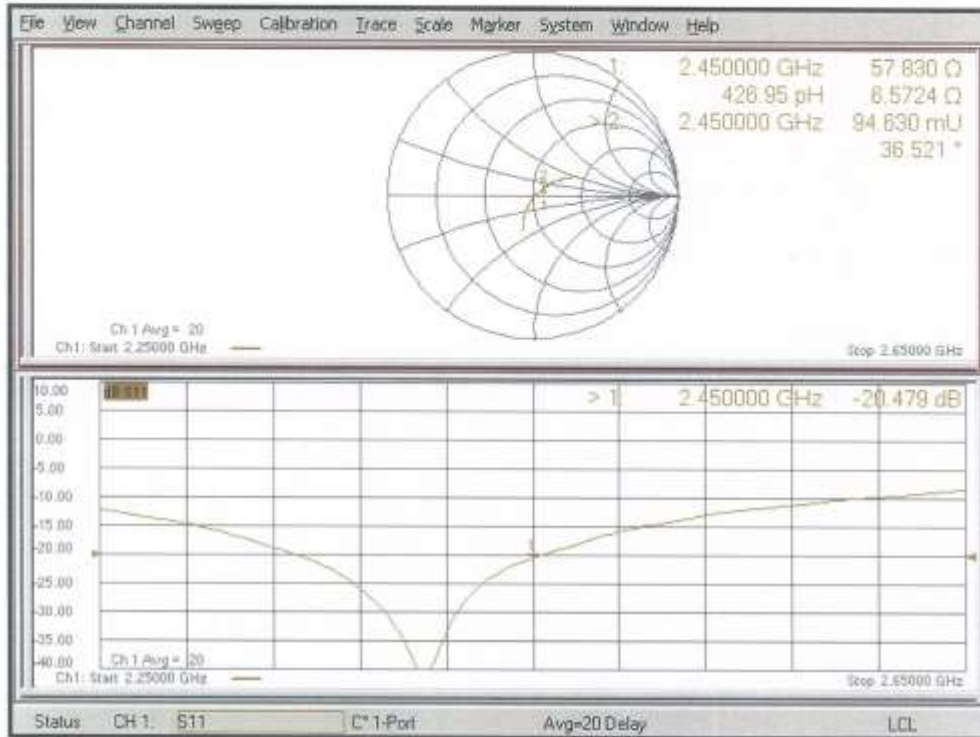 File View Channel Sweep Calibration Trace Scale Marker System Window Help
1: 2.450000 GHz 57.830 Ω
426.95 pH 6.5724 Ω
> 2: 2.450000 GHz 94.630 mU
36.521 °
Ch 1 Avg = 20
Ch1: Start 2.25000 GHz
Stop 2.65000 GHz
10.00
5.00
0.00
-5.00
-10.00
-15.00
-20.00
-25.00
-30.00
-35.00
-40.00
dB S11
> 1: 2.450000 GHz -20.479 dB
1
Ch 1 Avg = 20
Ch1: Start 2.25000 GHz
Stop 2.65000 GHz
Status CH 1: S11 C* 1-Port Avg=20 Delay LCL